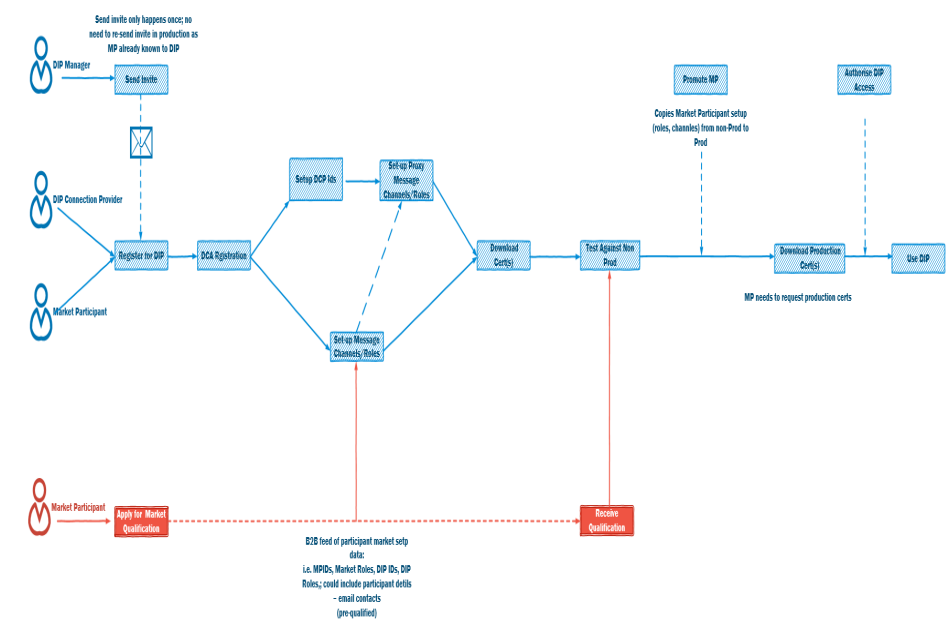 Send invite only happens once; no
need to re-send invite in production as
MP already known to DIP
DIP Manager
Send Invite
Promote MP
Authorise DIP
Access
Copies Market Participant setup
(roles, channles) from non-Prod to
Prod
DIP Connection Provider
Setup DCP Ids
Set-up Proxy
Message
Channels/Roles
Register for DIP
DCA Rgistration
Download
Cert(s)
Test Against Non
Prod
Download Production
Cert(s)
Use DIP
MP needs to request production certs
Market Participant
Set-up Message
Channels/Roles
Market Participant
Apply for Market
Qualification
Receive
Qualification
B2B feed of participant market setp
data:
i.e. MPIDs, Market Roles, DIP IDs, DIP
Roles,; could include participant detils
– email contacts
(pre-qualified)